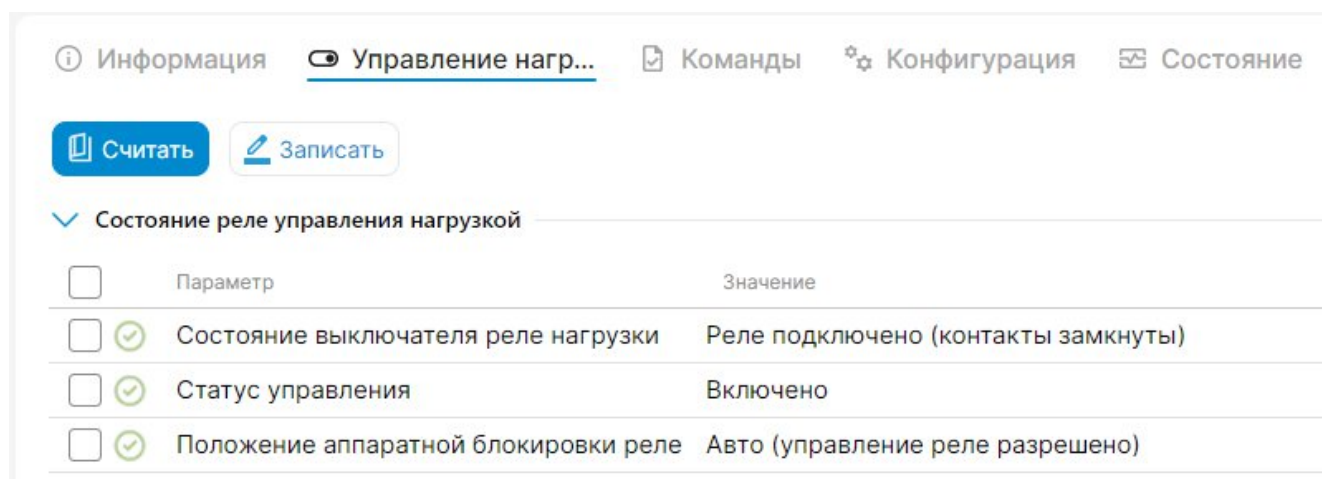 Информация Управление нагр... Команды Конфигурация Состояние
Считать Записать
Состояние реле управления нагрузкой
Параметр Значение
Состояние выключателя реле нагрузки Реле подключено (контакты замкнуты)
Статус управления Включено
Положение аппаратной блокировки реле Авто (управление реле разрешено)